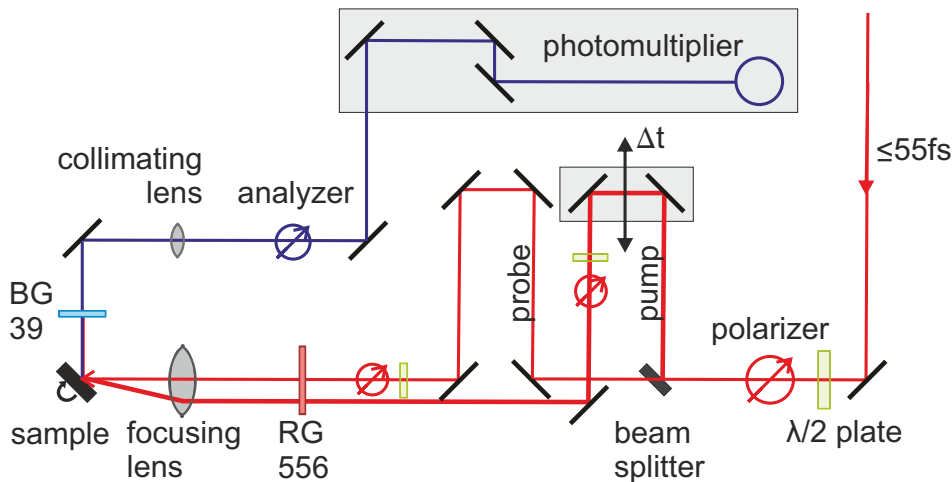 photomultiplier
≤55fs
Δt
collimating
lens
analyzer
probe
pump
BG
39
polarizer
sample
focusing
lens
RG
556
beam
splitter
λ/2 plate